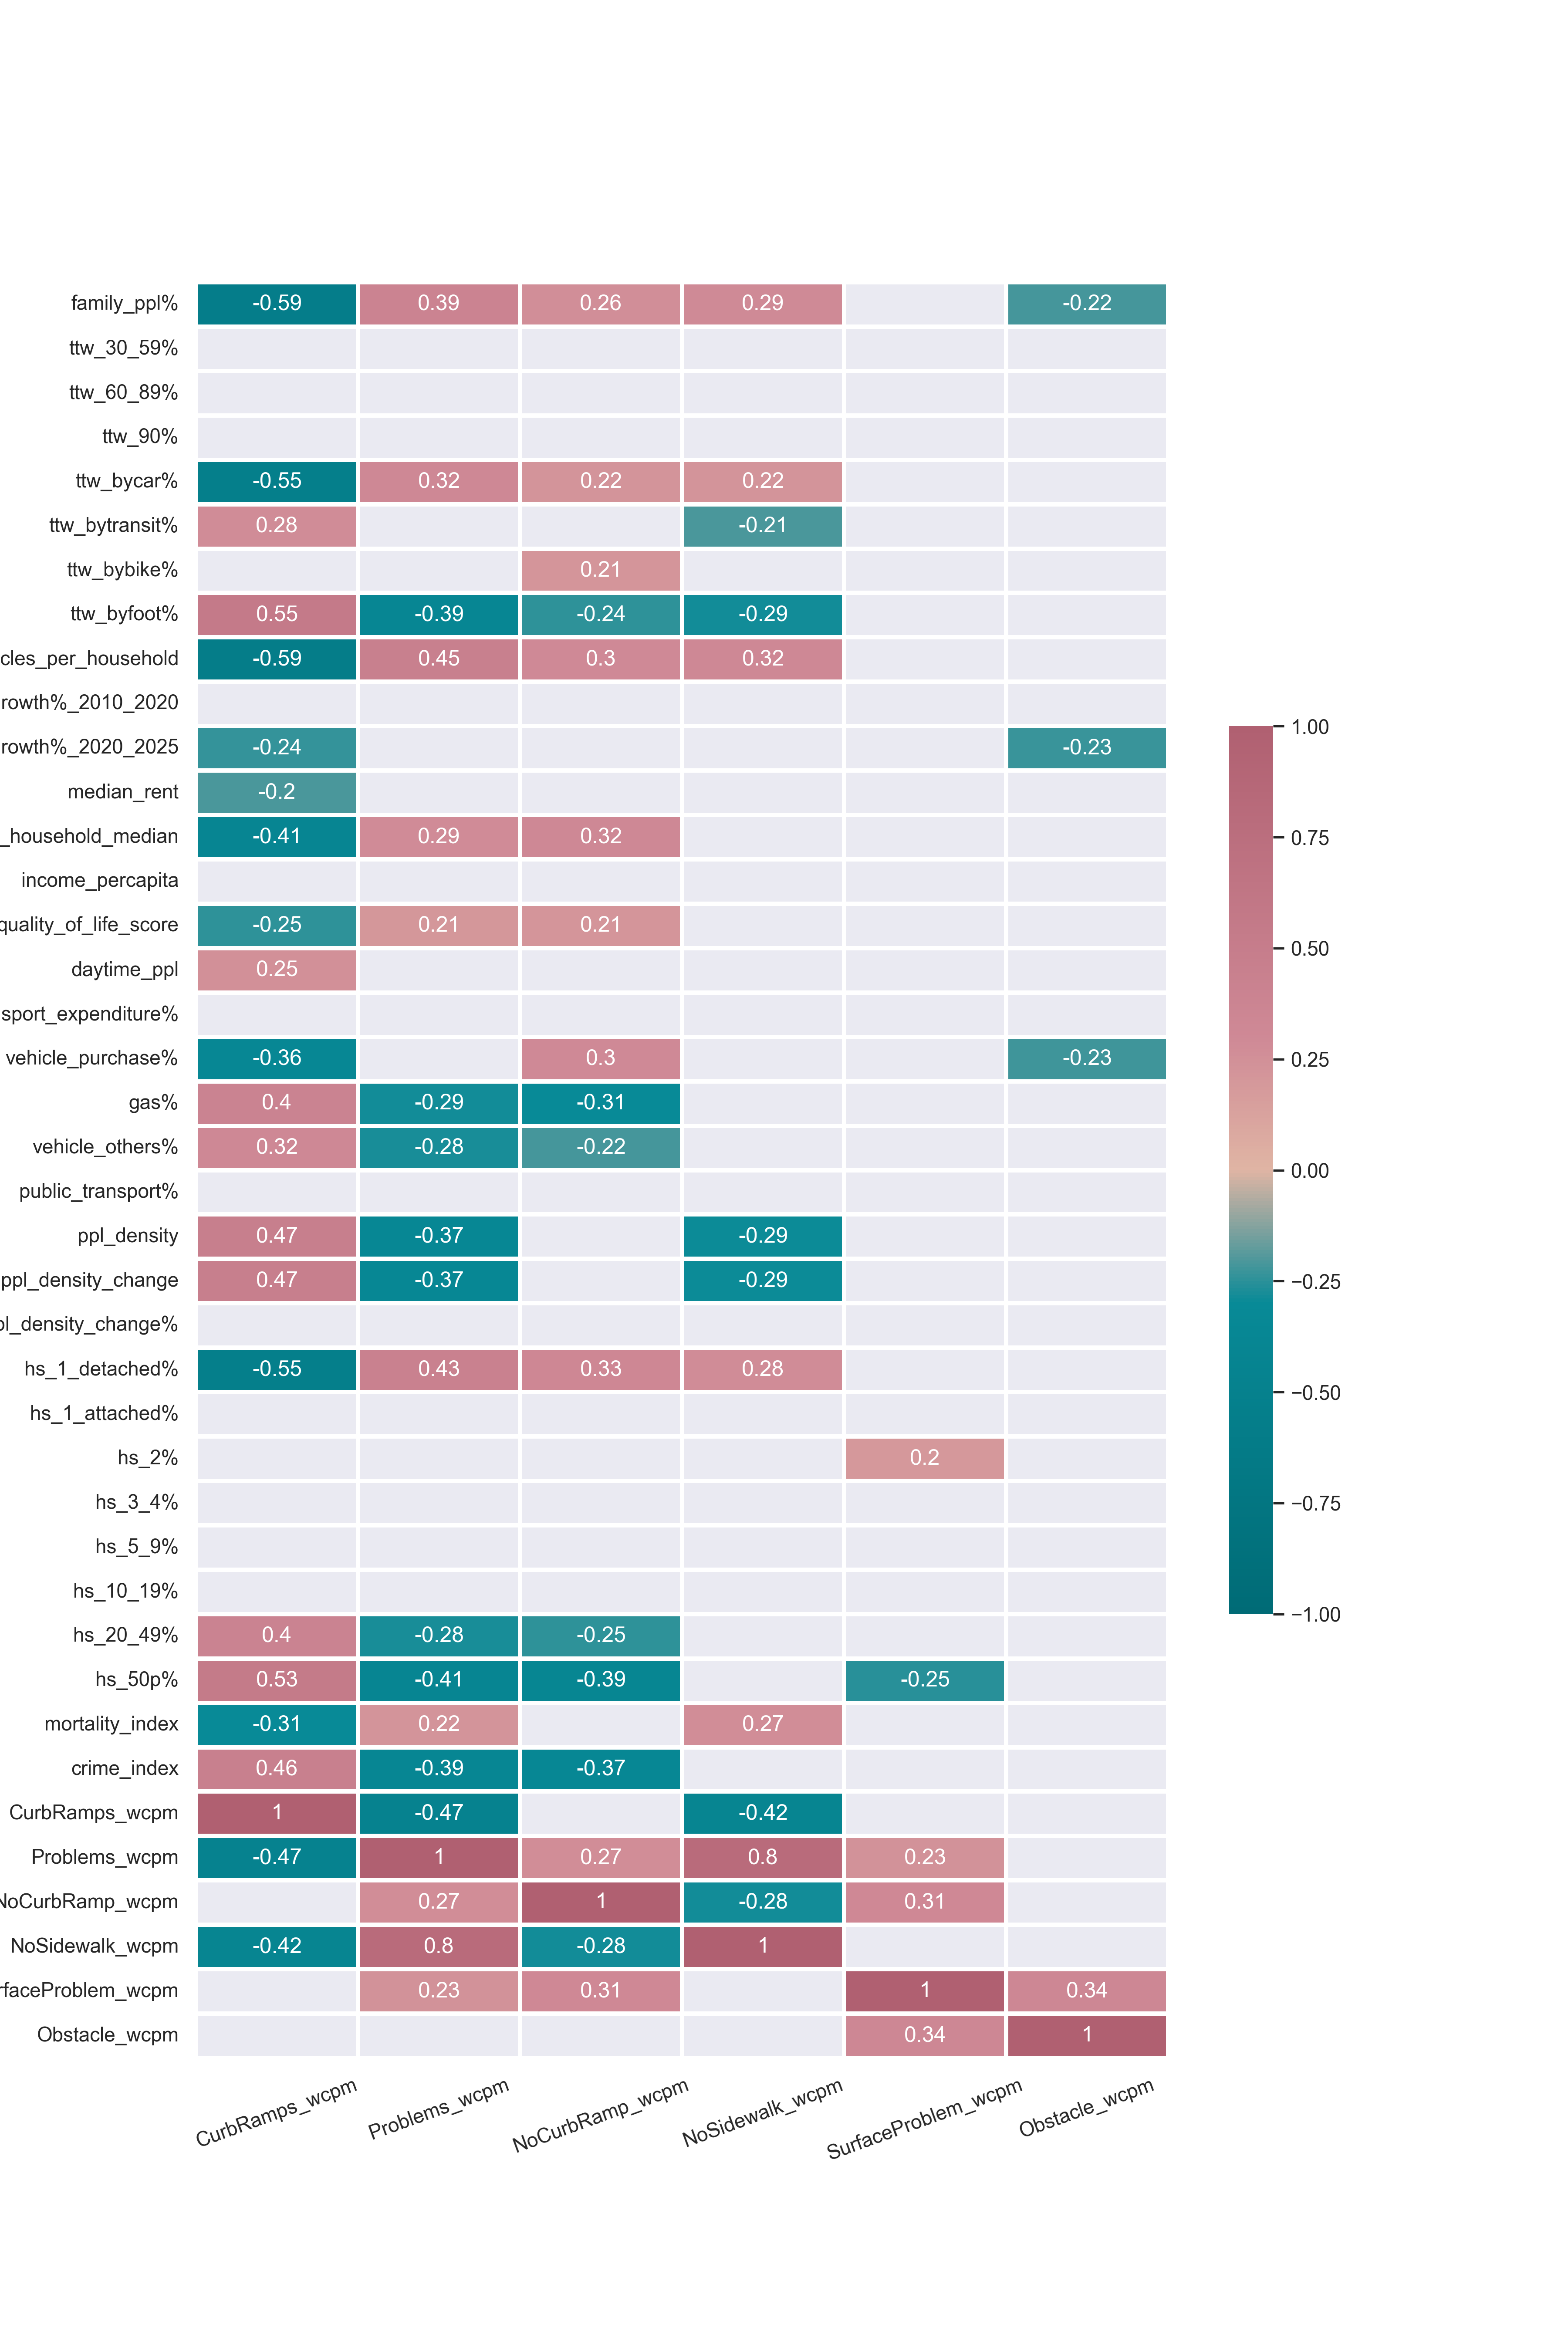 family_ppl% -0.59 0.39 0.26 0.29 -0.22
ttw_30_59%
ttw_60_89%
ttw_90%
ttw_bycar% -0.55 0.32 0.22 0.22
ttw_bytransit% 0.28 -0.21
ttw_bybike% 0.21
ttw_byfoot% 0.55 -0.39 -0.24 -0.29
cles_per_household -0.59 0.45 0.3 0.32
rowth%_2010_2020
rowth%_2020_2025 -0.24 -0.23
median_rent -0.2
_household_median -0.41 0.29 0.32
income_percapita
quality_of_life_score -0.25 0.21 0.21
daytime_ppl 0.25
sport_expenditure%
vehicle_purchase% -0.36 0.3 -0.23
gas% 0.4 -0.29 -0.31
vehicle_others% 0.32 -0.28 -0.22
public_transport%
ppl_density 0.47 -0.37 -0.29
ppl_density_change 0.47 -0.37 -0.29
pl_density_change%
hs_1_detached% -0.55 0.43 0.33 0.28
hs_1_attached%
hs_2% 0.2
hs_3_4%
hs_5_9%
hs_10_19%
hs_20_49% 0.4 -0.28 -0.25
hs_50p% 0.53 -0.41 -0.39 -0.25
mortality_index -0.31 0.22 0.27
crime_index 0.46 -0.39 -0.37
CurbRamps_wcpm 1 -0.47 -0.42
Problems_wcpm -0.47 1 0.27 0.8 0.23
NoCurbRamp_wcpm 0.27 1 -0.28 0.31
NoSidewalk_wcpm -0.42 0.8 -0.28 1
rfaceProblem_wcpm 0.23 0.31 1 0.34
Obstacle_wcpm 0.34 1
CurbRamps_wcpm Problems_wcpm NoCurbRamp_wcpm NoSidewalk_wcpm SurfaceProblem_wcpm Obstacle_wcpm
1.00
0.75
0.50
0.25
0.00
−0.25
−0.50
−0.75
−1.00